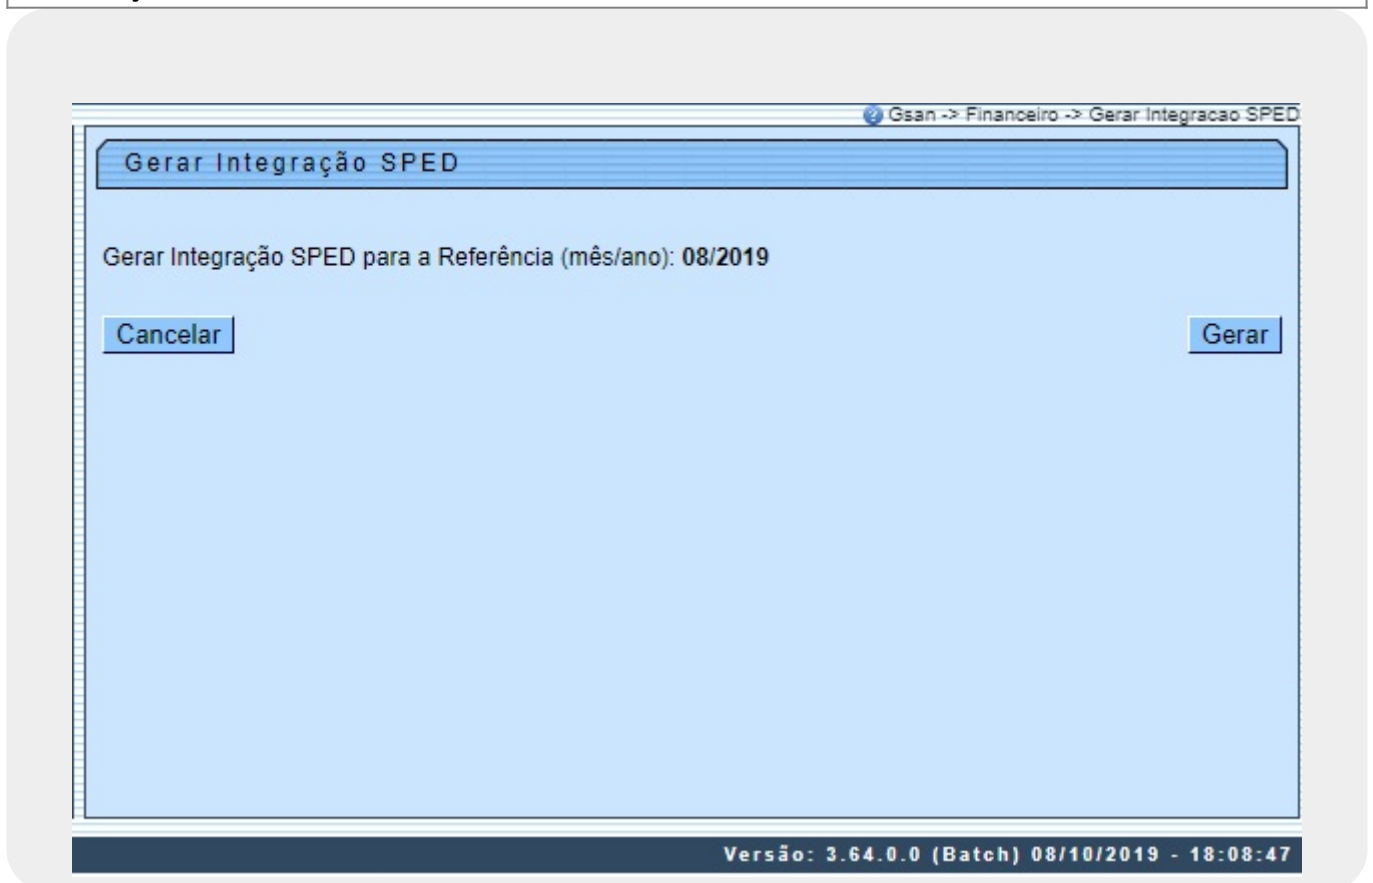 Gsan -> Financeiro -> Gerar Integracao SPED
Gerar Integração SPED
Gerar Integração SPED para a Referência (mês/ano): 08/2019
Cancelar
Gerar
Versão: 3.64.0.0 (Batch) 08/10/2019 - 18:08:47